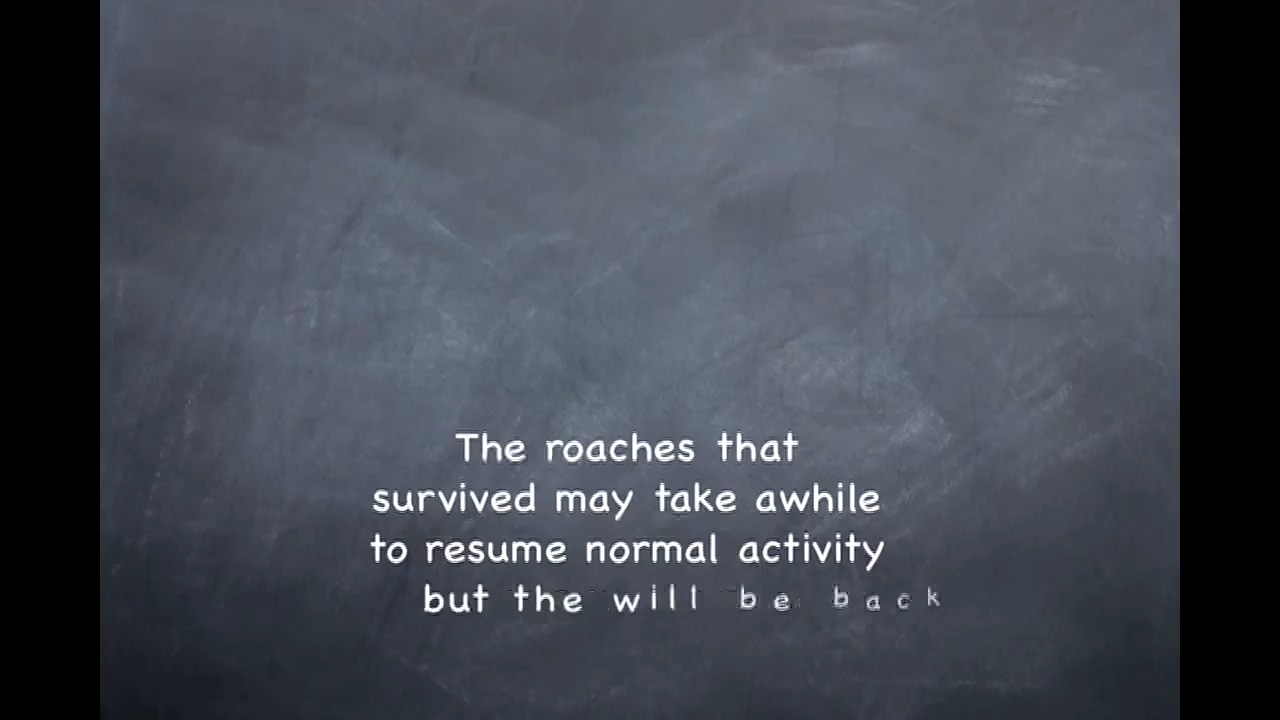 The roaches that
survived may take awhile
to resume normal activity
but the will be back